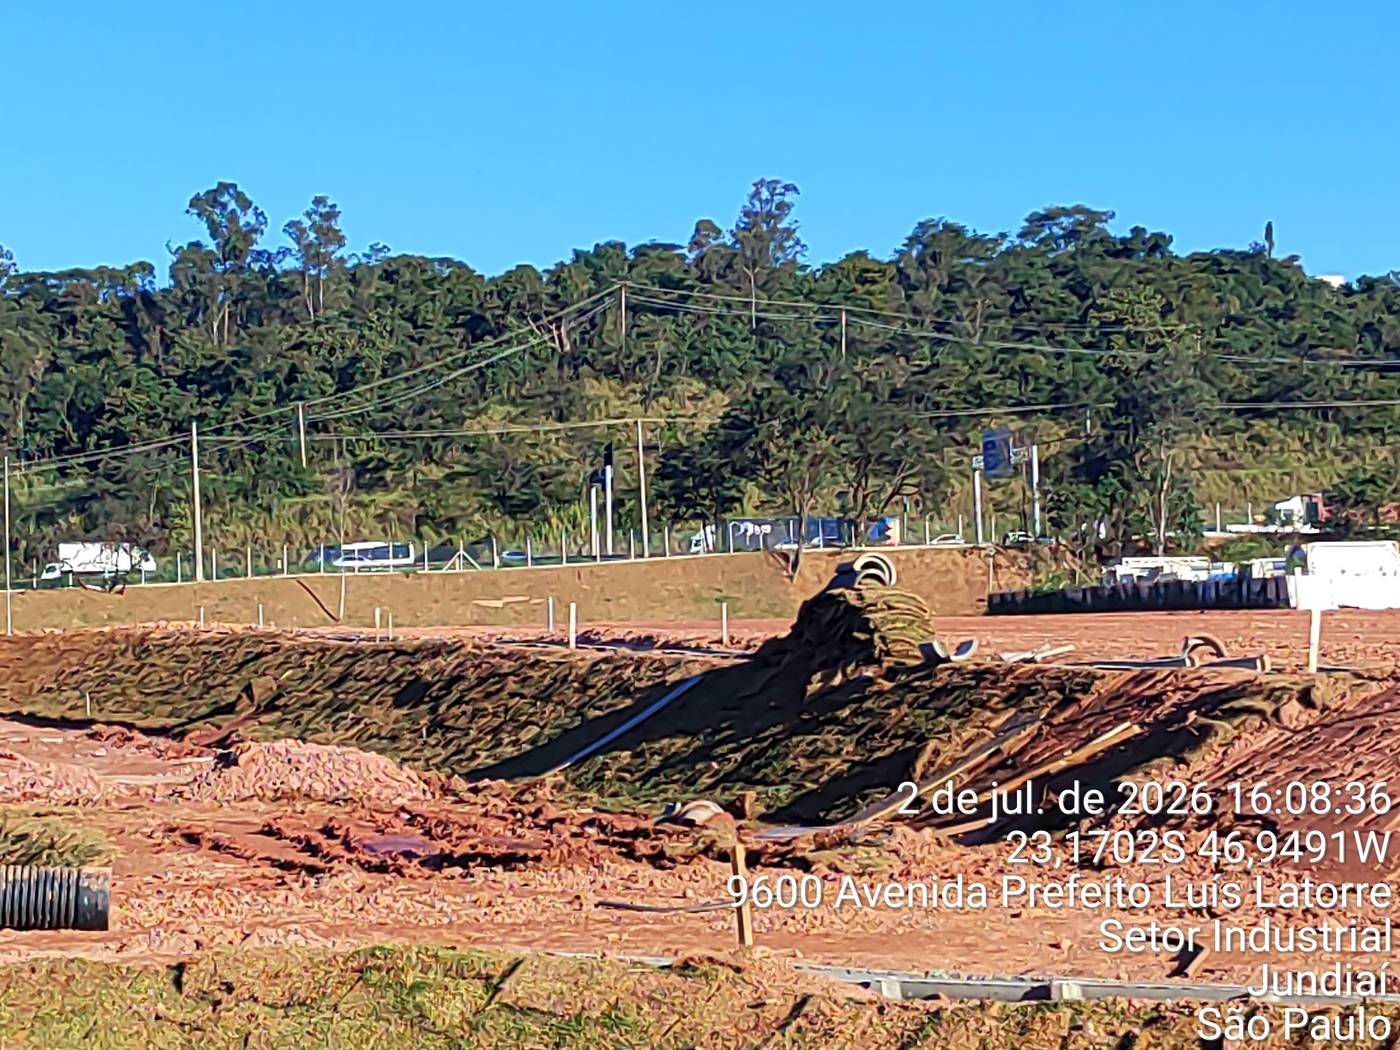 2 de jul. de 2026 16:08:36
23,1702S 46,9491W
9600 Avenida Prefeito Luís Latorre
Setor Industrial
Jundiaí
São Paulo